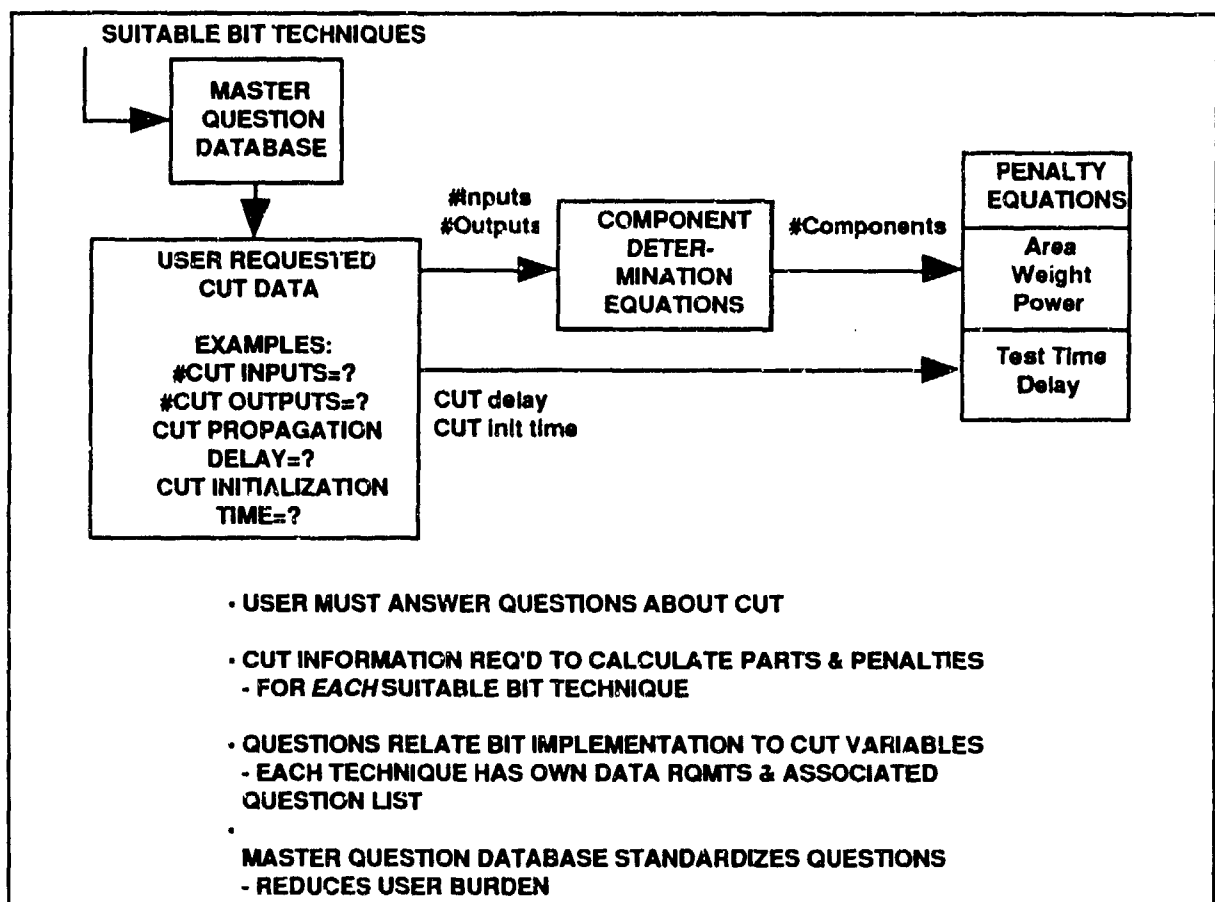 SUITABLE BIT TECHNIQUES
MASTER
QUESTION
DATABASE
USER REQUESTED
CUT DATA
EXAMPLES:
#CUT INPUTS=?
#CUT OUTPUTS=?
CUT PROPAGATION
DELAY=?
CUT INITIALIZATION
TIME=?
#Inputs
#Outputs
COMPONENT
DETER-
MINATION
EQUATIONS
#Components
CUT delay
CUT init time
PENALTY
EQUATIONS
Area
Weight
Power
Test Time
Delay
· USER MUST ANSWER QUESTIONS ABOUT CUT
· CUT INFORMATION REQ'D TO CALCULATE PARTS & PENALTIES
- FOR EACH SUITABLE BIT TECHNIQUE
· QUESTIONS RELATE BIT IMPLEMENTATION TO CUT VARIABLES
- EACH TECHNIQUE HAS OWN DATA RQMTS & ASSOCIATED
QUESTION LIST
·
MASTER QUESTION DATABASE STANDARDIZES QUESTIONS
- REDUCES USER BURDEN